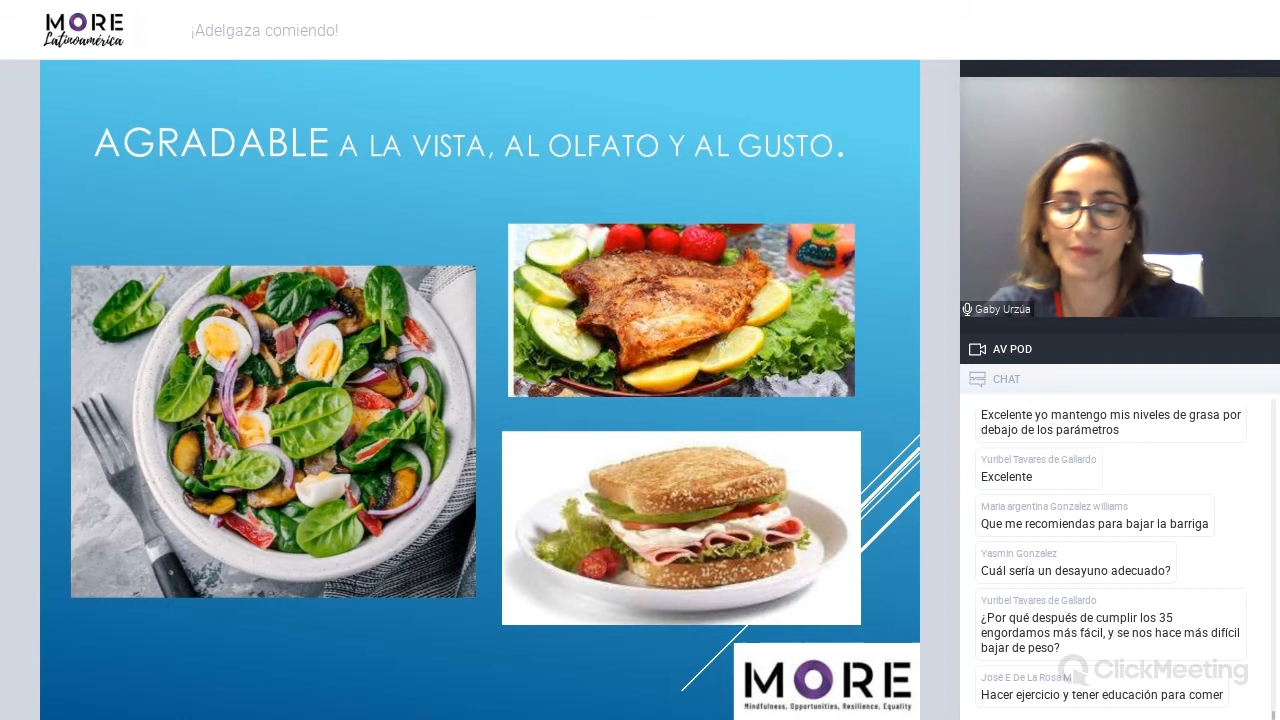 MORE
Latinoamérica
¡Adelgaza comiendo!
AGRADABLE A LA VISTA, AL OLFATO Y AL GUSTO.
MORE
Mindfulness, Opportunities, Resilience, Equality
Gaby Urzúa
AV POD
CHAT
Excelente yo mantengo mis niveles de grasa por
debajo de los parámetros
Yuribel Tavares de Gallardo
Excelente
Maria argentina Gonzalez williams
Que me recomiendas para bajar la barriga
Yasmin Gonzalez
Cuál sería un desayuno adecuado?
Yuribel Tavares de Gallardo
¿Por qué después de cumplir los 35
engordamos más fácil, y se nos hace más difícil
bajar de peso?
José E De La Rosa M
Hacer ejercicio y tener educación para comer
ClickMeeting